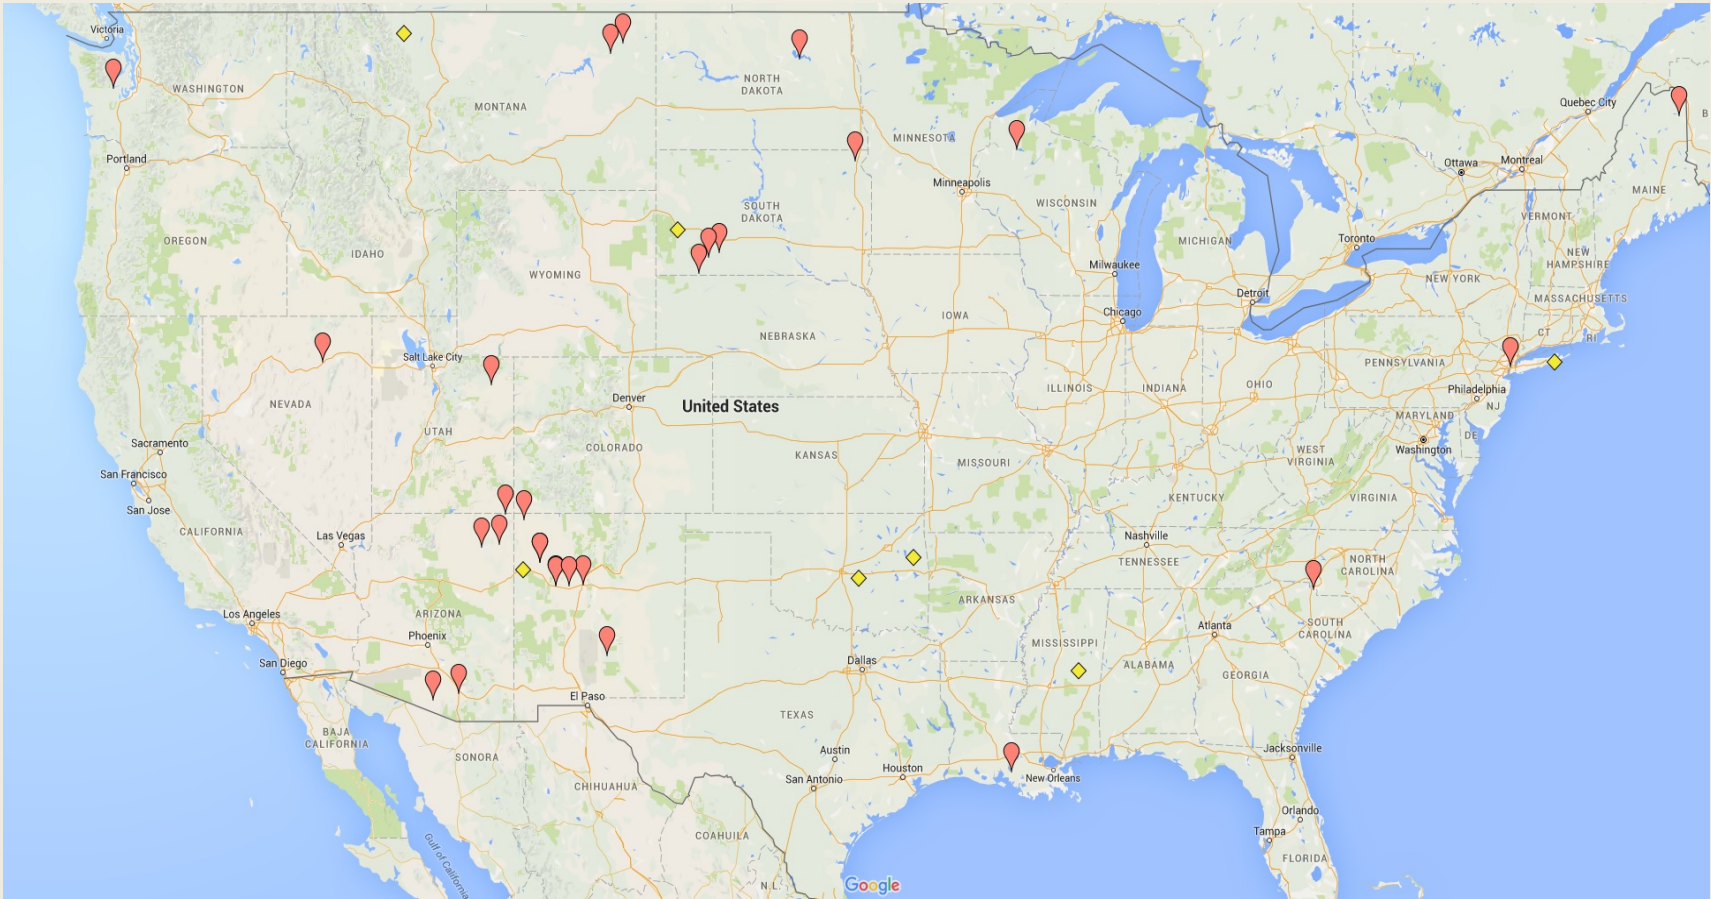 Victoria
WASHINGTON
MONTANA
NORTH
DAKOTA
MINNESOTA
Quebec City
B
Portland
Minneapolis
Ottawa
Montreal
MAINE
SOUTH
DAKOTA
WISCONSIN
VERMONT
OREGON
IDAHO
MICHIGAN
Toronto
NEW
HAMPSHIRE
WYOMING
Milwaukee
NEW YORK
Detroit
MASSACHUSETTS
Chicago
IOWA
NEBRASKA
CT
RI
Salt Lake City
PENNSYLVANIA
NEVADA
Denver
United States
ILLINOIS
INDIANA
OHIO
Philadelphia
NJ
MARYLAND
DE
UTAH
Sacramento
COLORADO
KANSAS
MISSOURI
WEST
VIRGINIA
Washington
San Francisco
San Jose
KENTUCKY
VIRGINIA
CALIFORNIA
Las Vegas
Nashville
TENNESSEE
NORTH
CAROLINA
Los Angeles
ARIZONA
ARKANSAS
Phoenix
MISSISSIPPI
Atlanta
SOUTH
CAROLINA
San Diego
Dallas
ALABAMA
GEORGIA
El Paso
TEXAS
BAJA
CALIFORNIA
SONORA
Austin
Jacksonville
San Antonio
Houston
New Orleans
CHIHUAHUA
Orlando
Tampa
COAHUILA
Gulf of California
FLORIDA
N.L.
Google